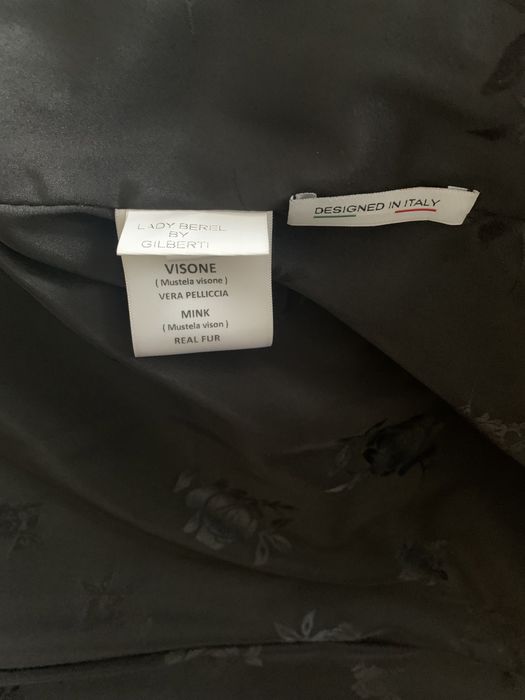 LADY BEREL
BY
GILBERTI
VISONE
( Mustela visone )
VERA PELLICCIA
MINK
( Mustela vison )
REAL FUR
DESIGNED IN ITALY